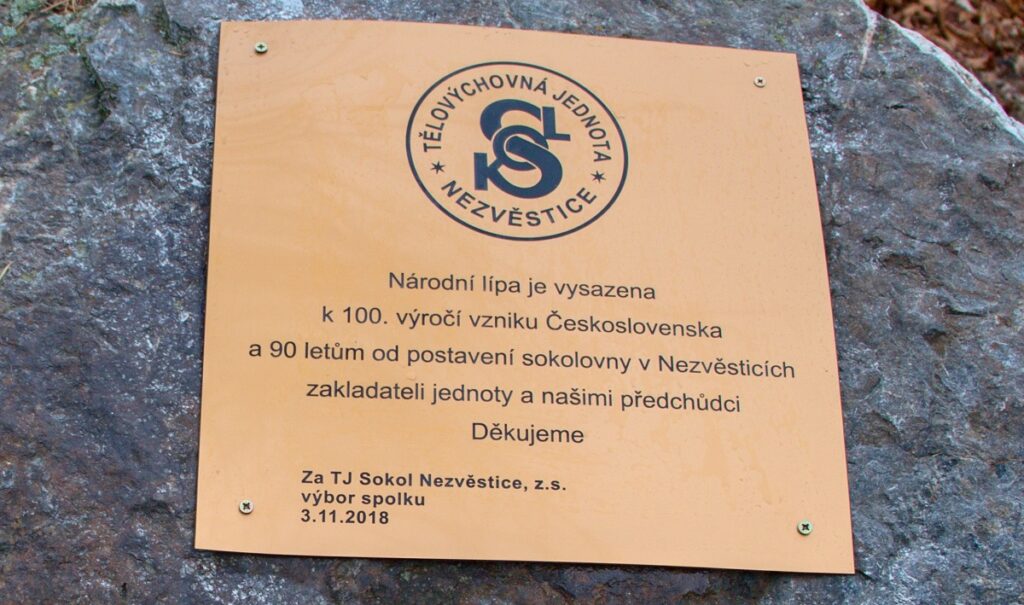 TĚLOVÝCHOVNÁ JEDNOTA
SOKOL
NEZVĚSTICE
Národní lípa je vysazena
k 100. výročí vzniku Československa
a 90 letům od postavení sokolovny v Nezvěsticích
zakladateli jednoty a našimi předchůdci
Děkujeme
Za TJ Sokol Nezvěstice, z.s.
výbor spolku
3.11.2018